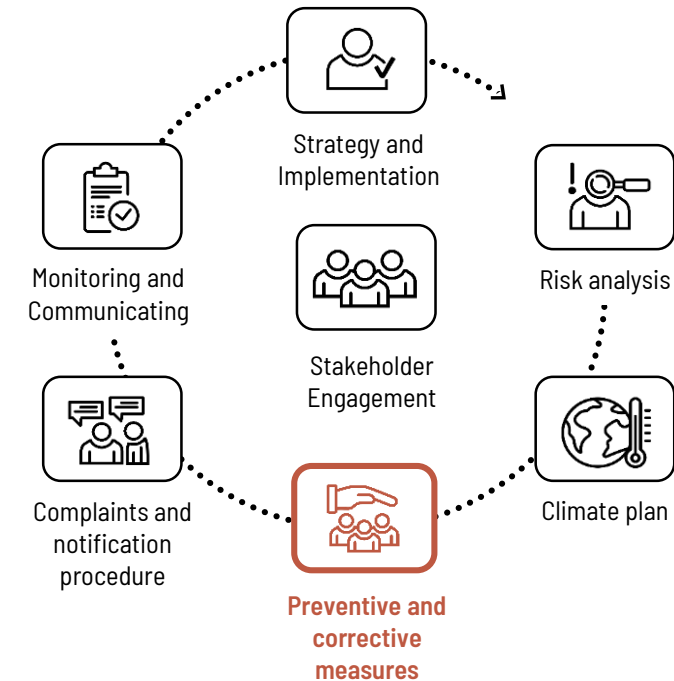 Strategy and
Implementation
Risk analysis
Climate plan
Preventive and
corrective
measures
Complaints and
notification
procedure
Monitoring and
Communicating
Stakeholder
Engagement